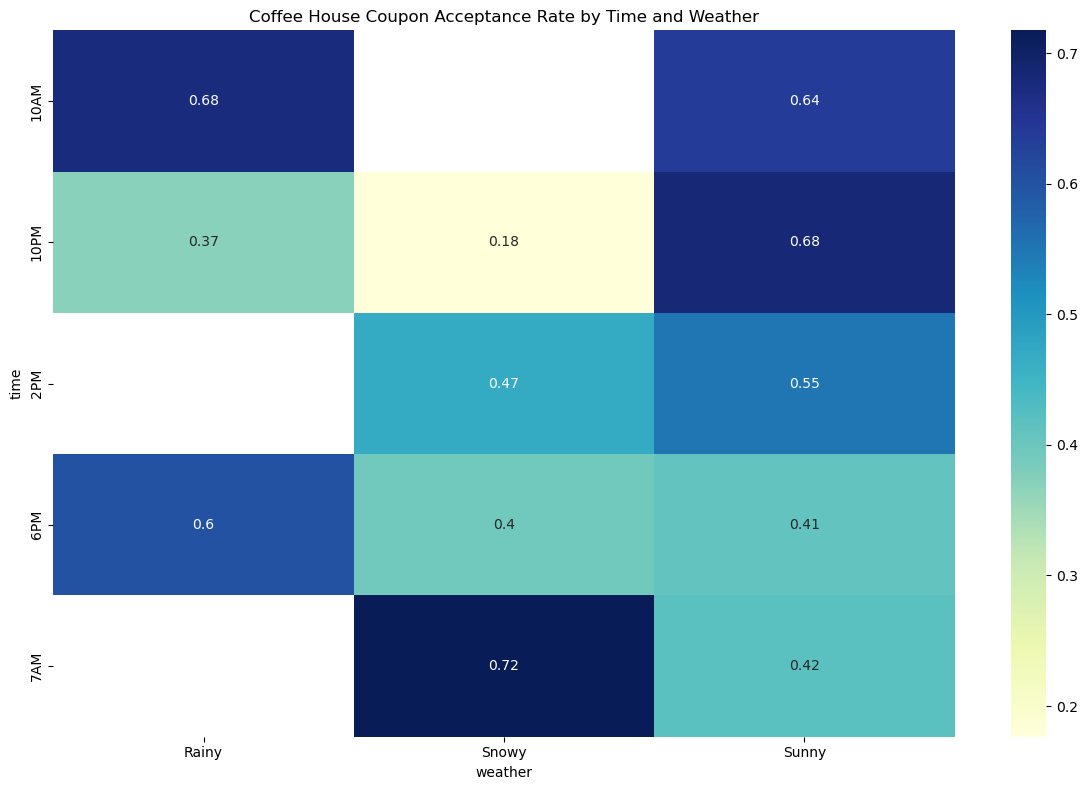 Coffee House Coupon Acceptance Rate by Time and Weather
10AM
0.68
0.64
10PM
0.37
0.18
0.68
2PM
0.47
0.55
6PM
0.6
0.4
0.41
7AM
0.72
0.42
time
Rainy
Snowy
Sunny
weather
0.7
0.6
0.5
0.4
0.3
0.2